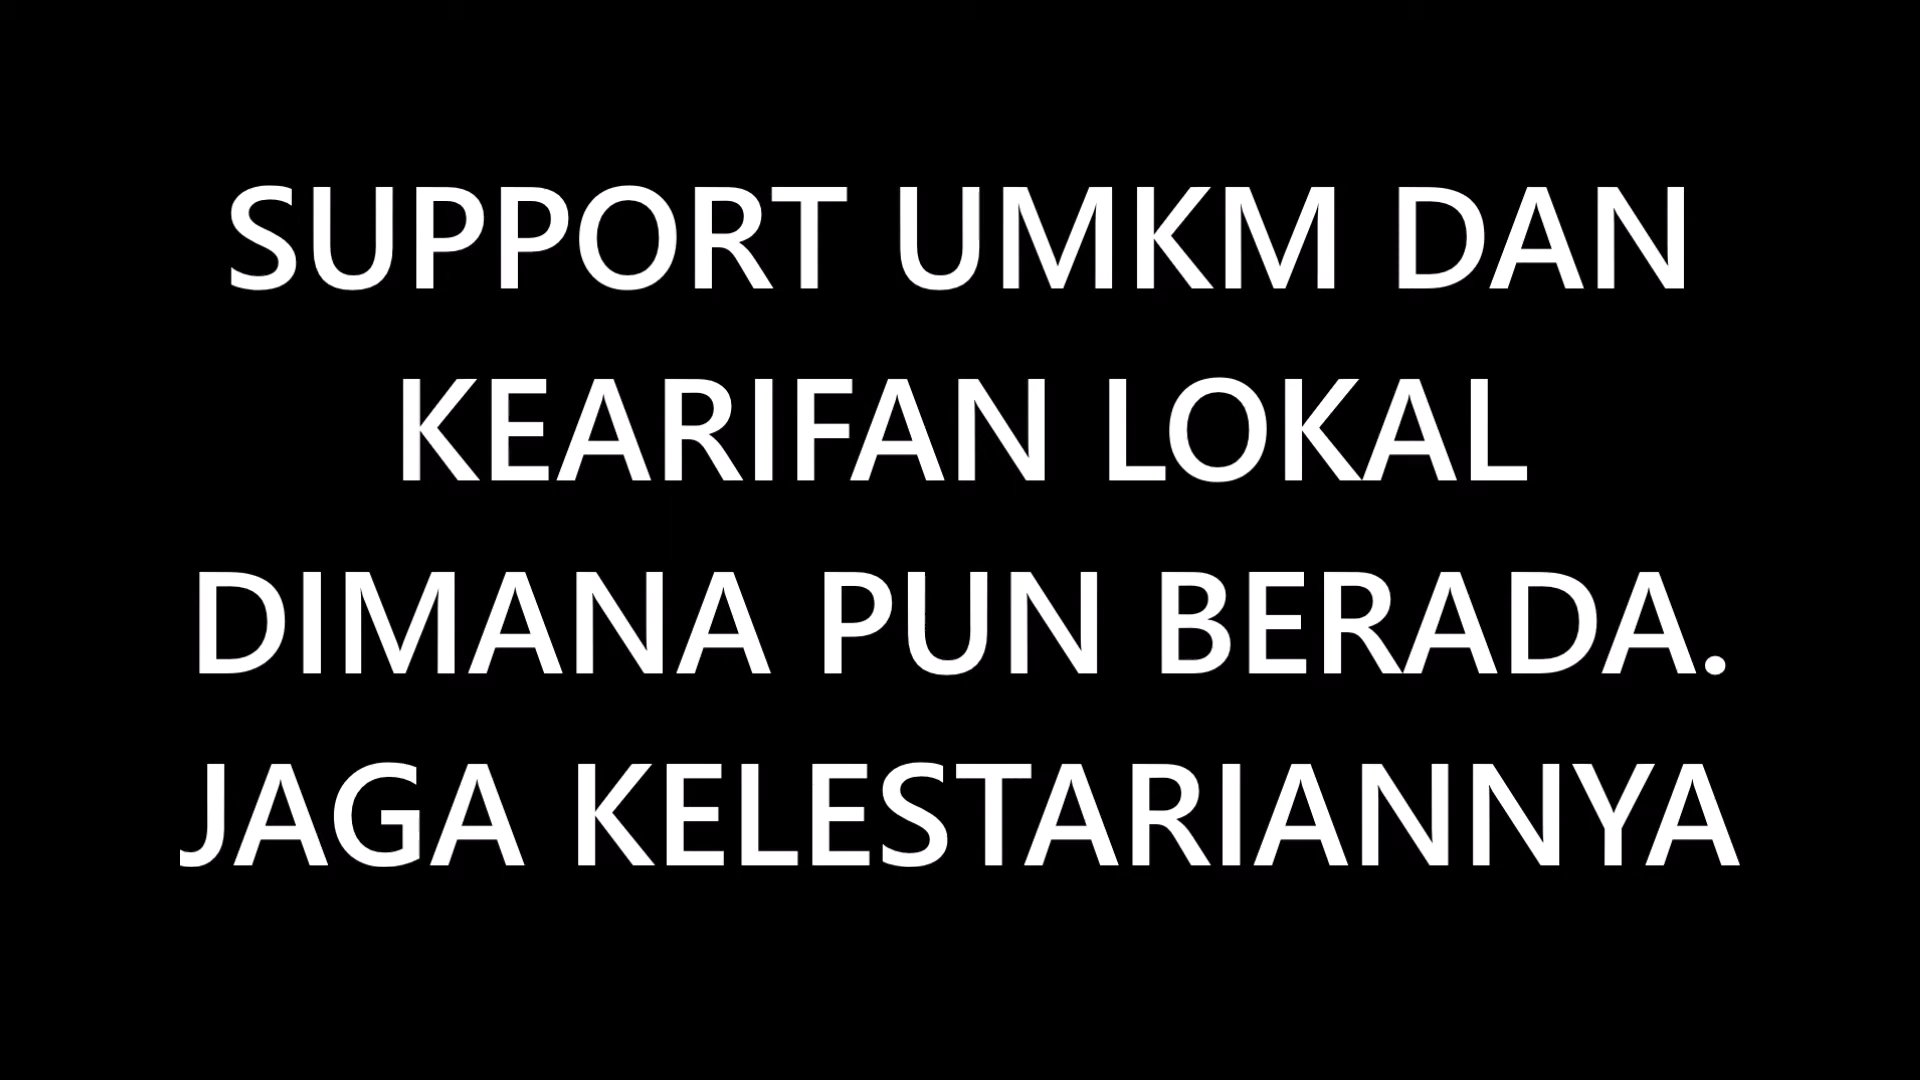 SUPPORT UMKM DAN
KEARIFAN LOKAL
DIMANA PUN BERADA.
JAGA KELESTARIANNYA